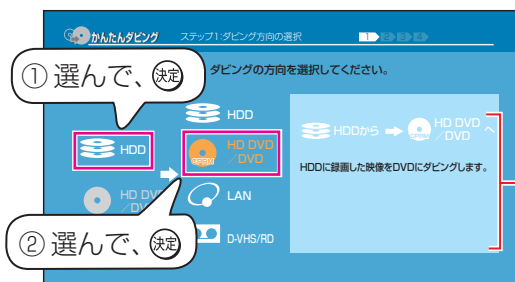 かんたんダビング ステップ1:ダビング方向の選択 1 2 3 4
① 選んで、決定
ダビングの方向を選択してください。
HDD
HDD
HD DVD
/DVD
HD DVD
/DV
LAN
D-VHS/RD
② 選んで、決定
HDDから HD DVD
/DVD へ
HDDに録画した映像をDVDにダビングします。